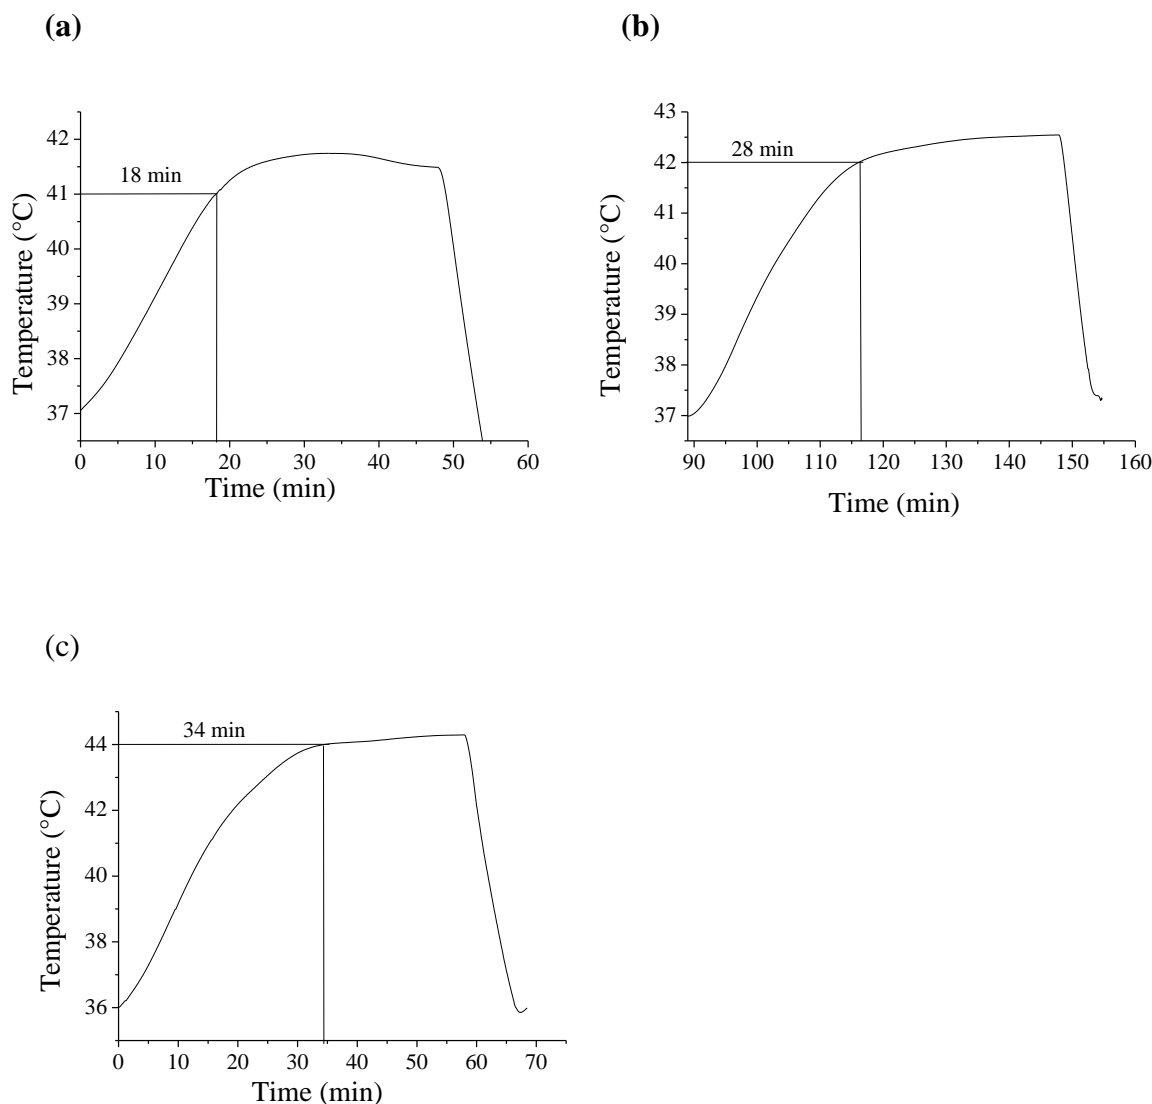 (a)
42
41
40
39
38
37
18 min
Temperature (°C)
0 10 20 30 40 50 60
Time (min)
(b)
43
42
41
40
39
38
37
28 min
Temperature (°C)
90 100 110 120 130 140 150 160
Time (min)
(c)
44
42
40
38
36
34 min
Temperature (°C)
0 10 20 30 40 50 60 70
Time (min)